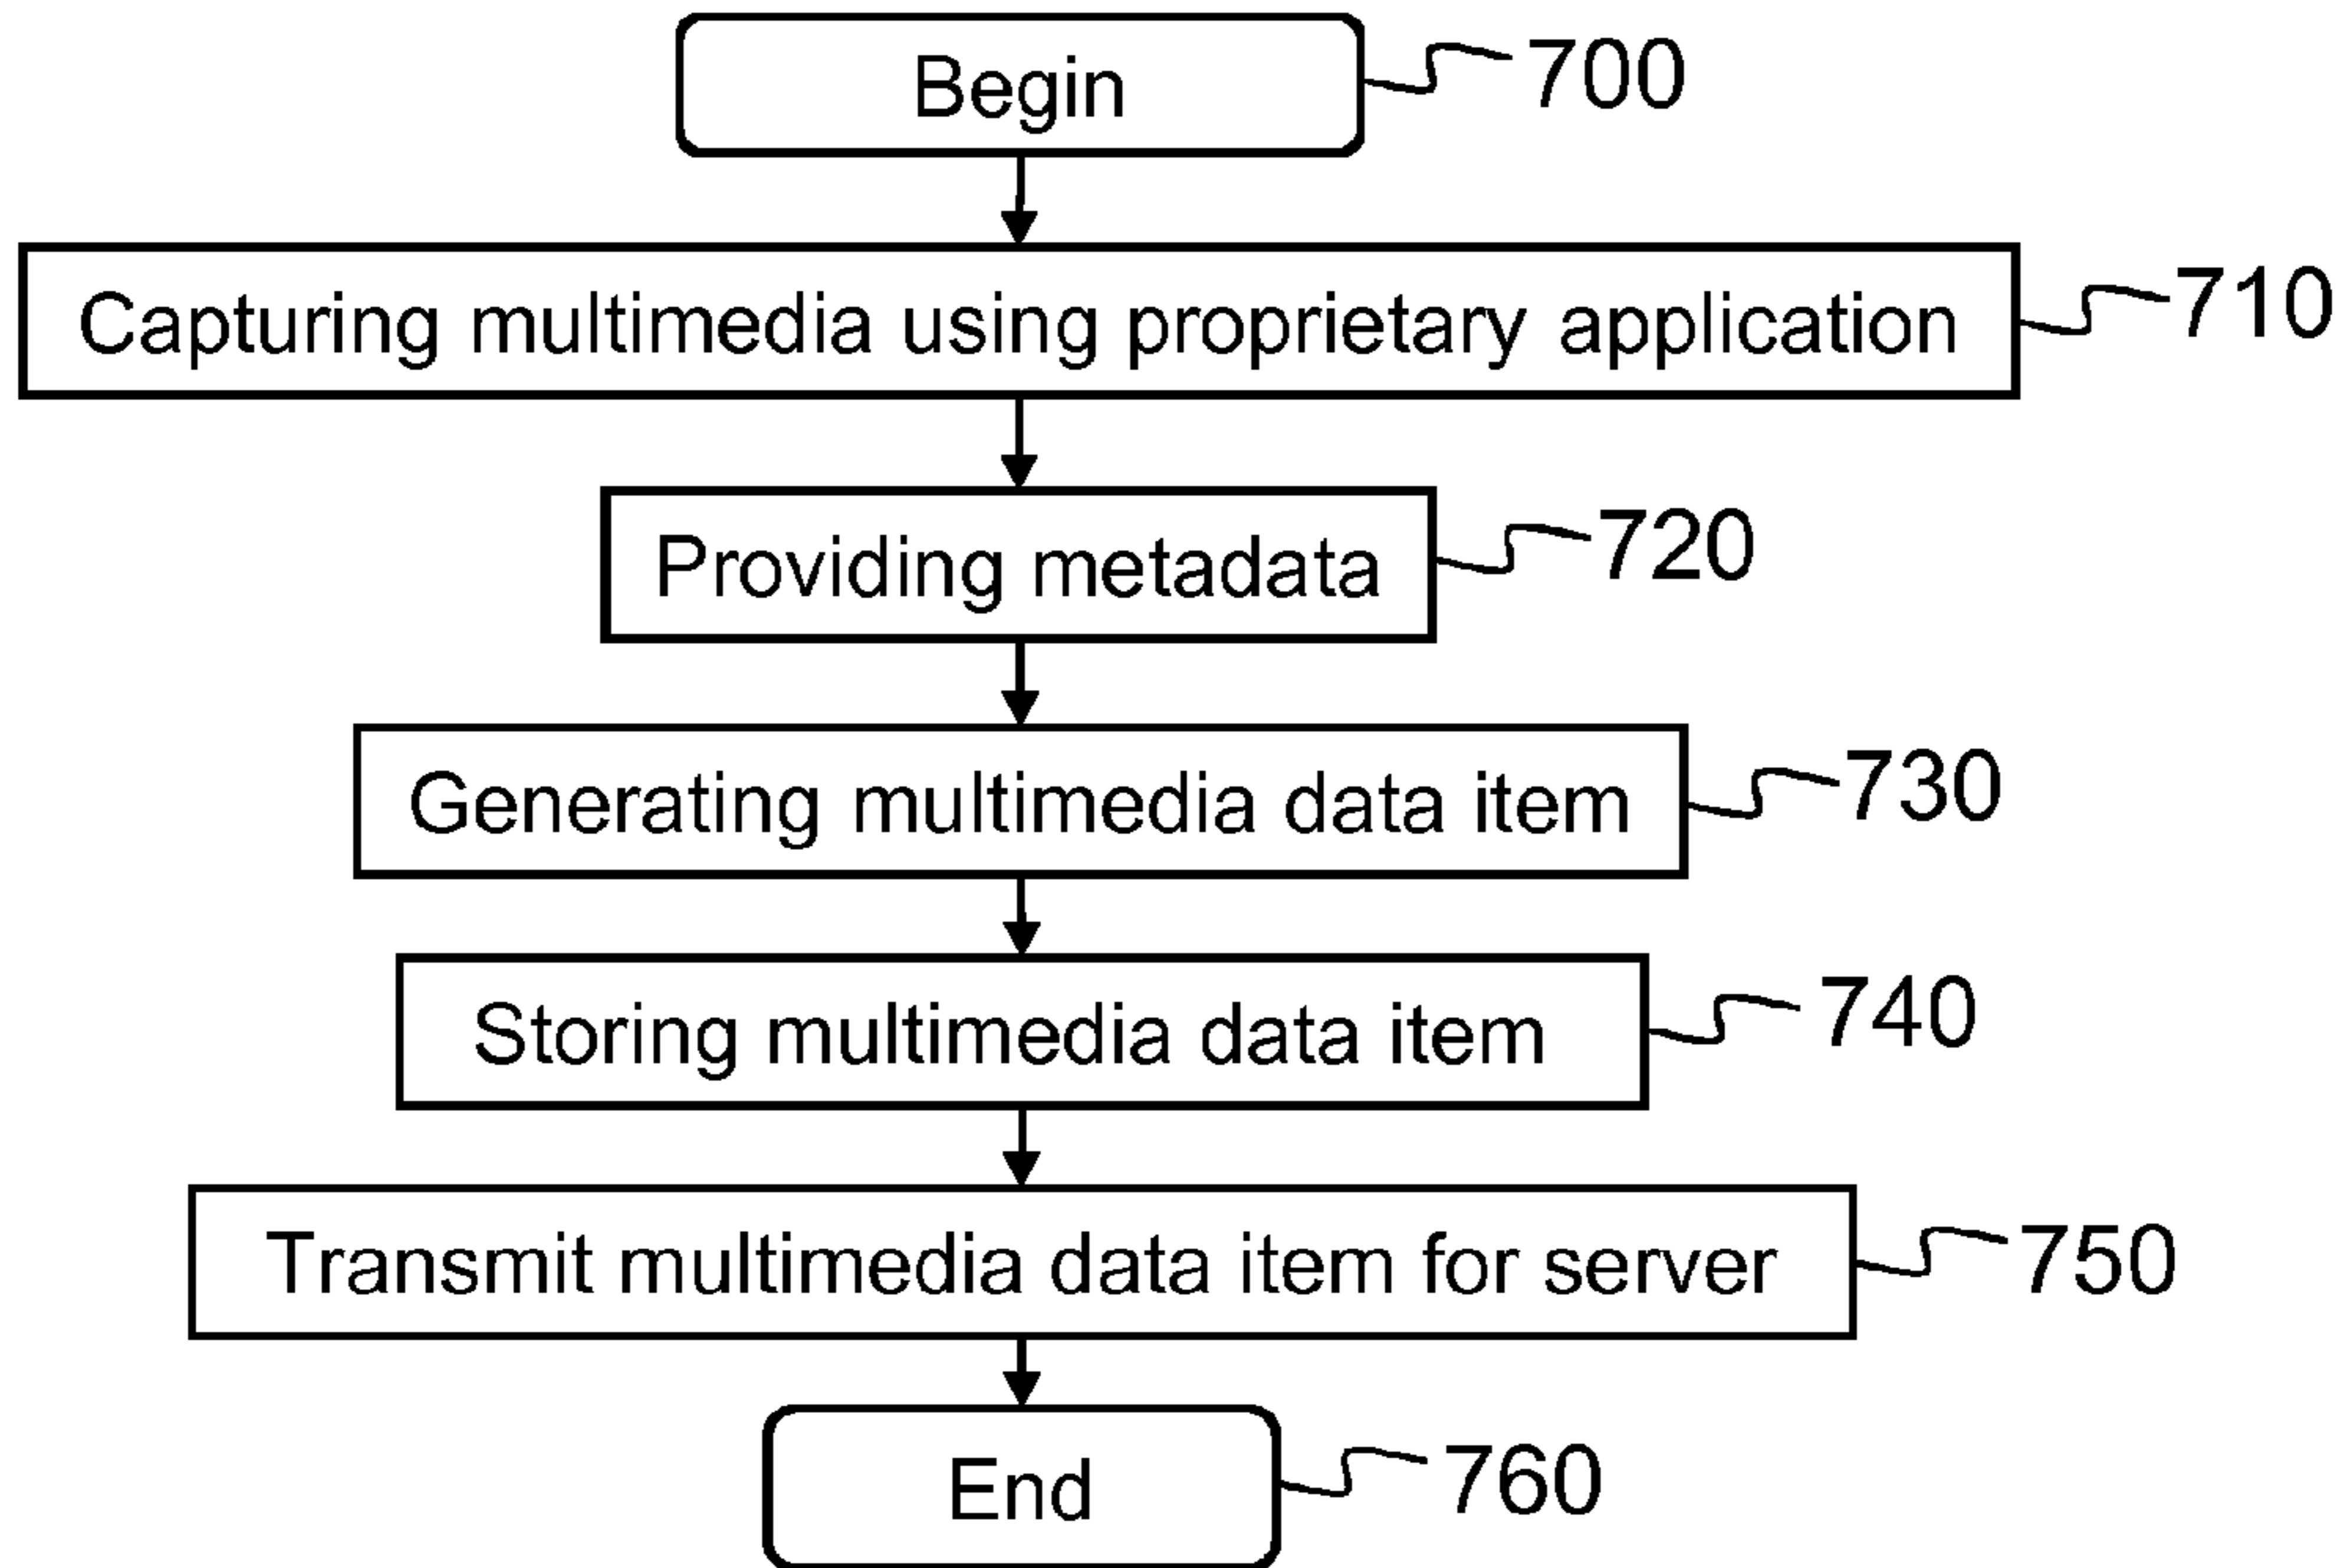 Begin 700
Capturing multimedia using proprietary application 710
Providing metadata 720
Generating multimedia data item 730
Storing multimedia data item 740
Transmit multimedia data item for server 750
End 760